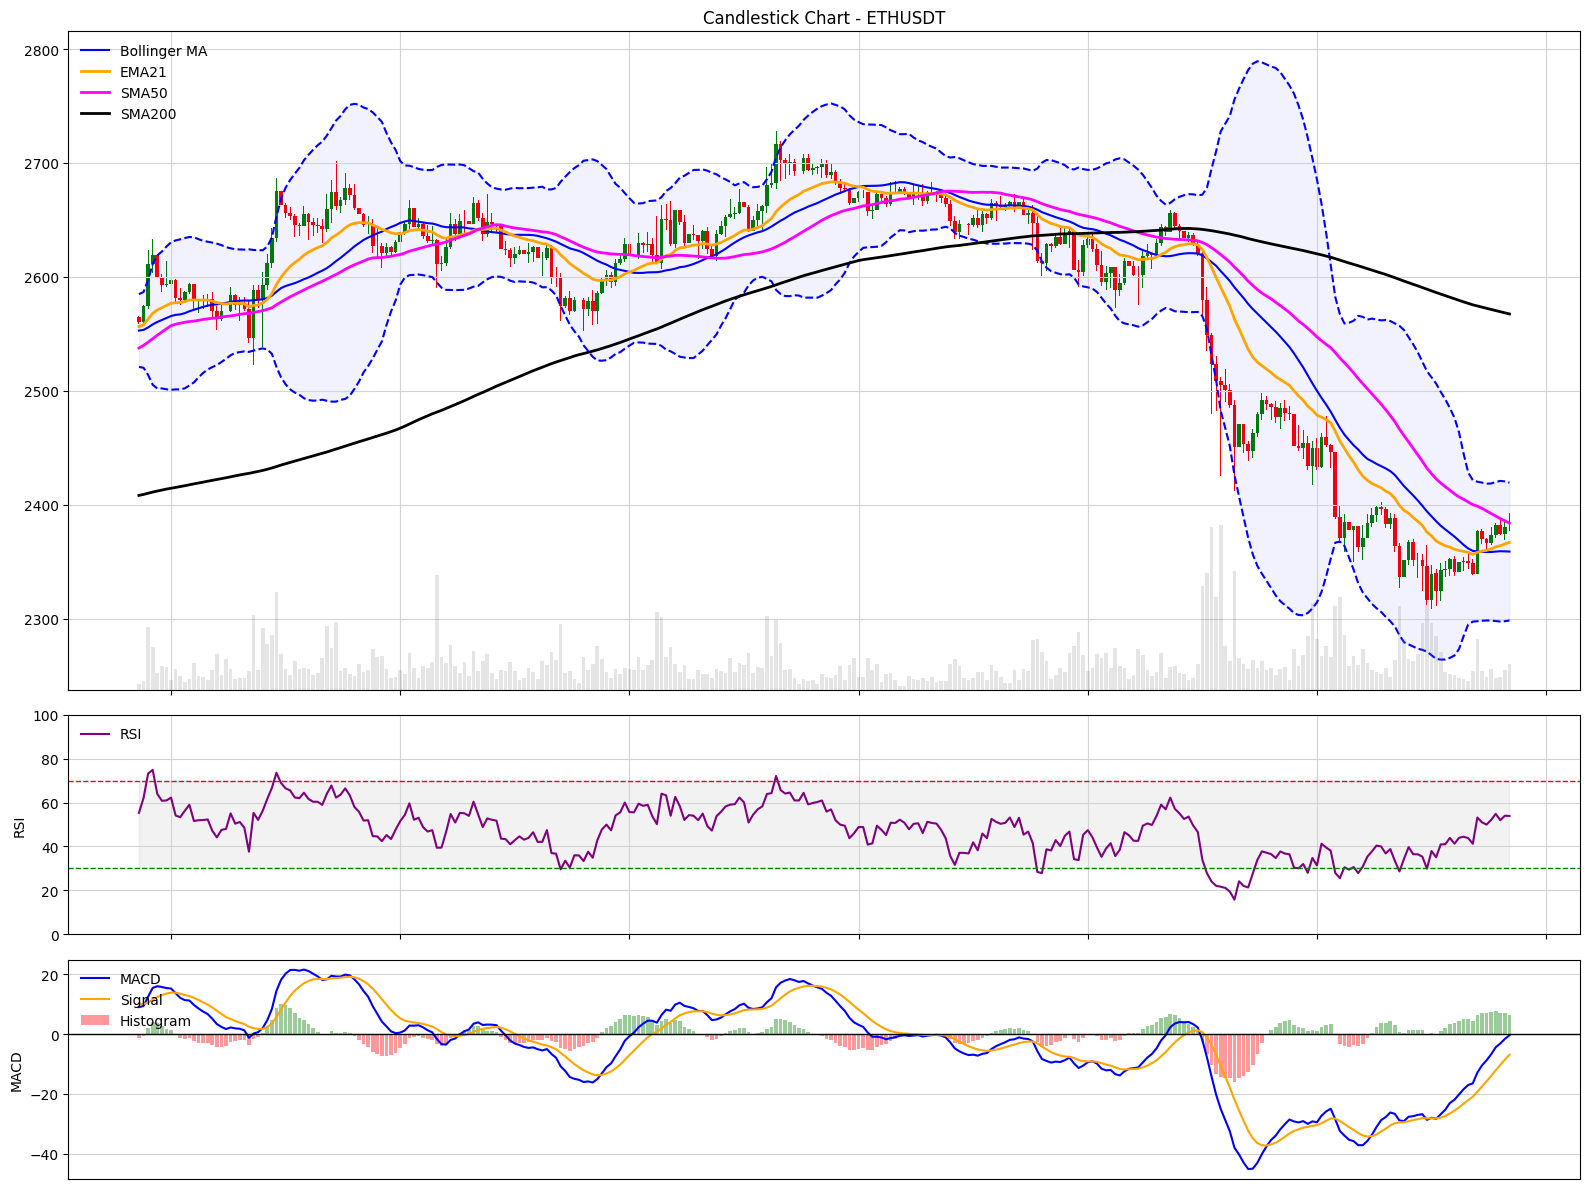 Candlestick Chart - ETHUSDT
Bollinger MA
EMA21
SMA50
SMA200
2800
2700
2600
2500
2400
2300
RSI
100
80
60
40
20
0
RSI
MACD
Signal
Histogram
20
0
−20
−40
MACD